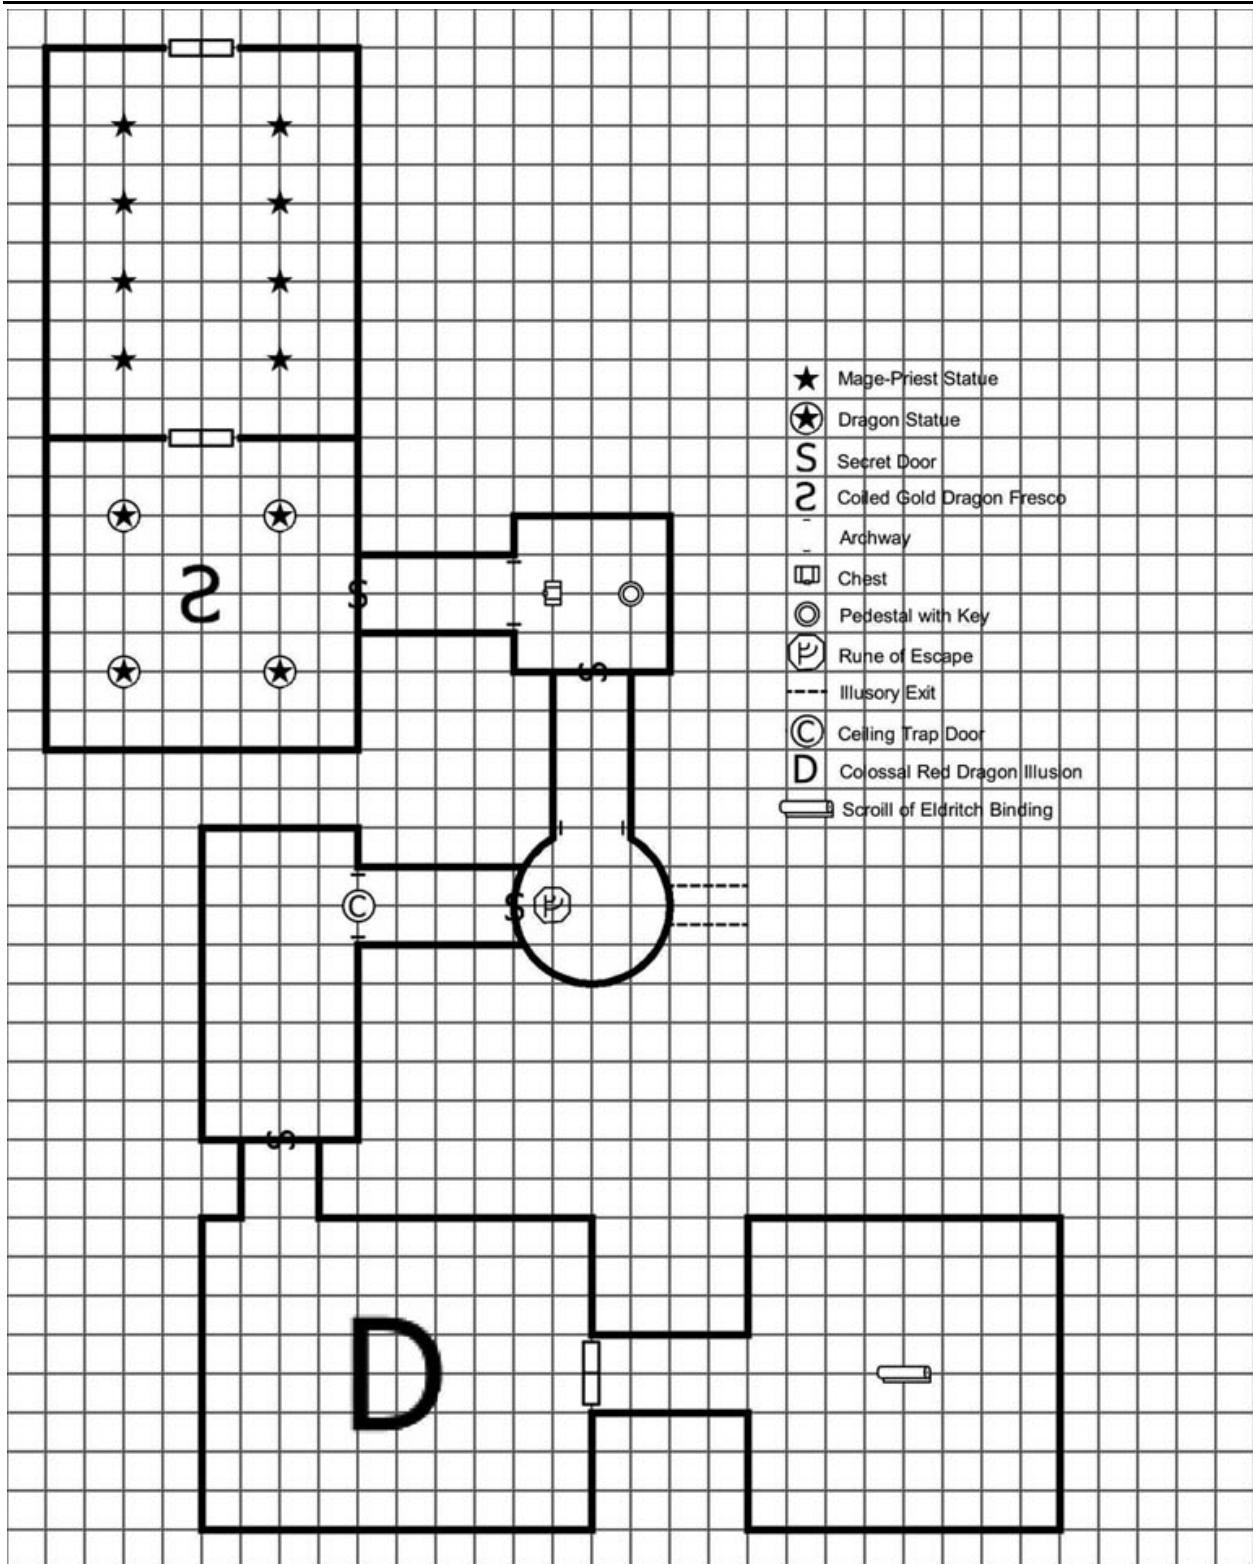 Mage-Priest Statue
Dragon Statue
S Secret Door
Coiled Gold Dragon Fresco
Archway
Chest
Pedestal with Key
Rune of Escape
Illusory Exit
C Ceiling Trap Door
D Colossal Red Dragon Illusion
Scroill of Eldritch Binding
S
S
C
S
S
D